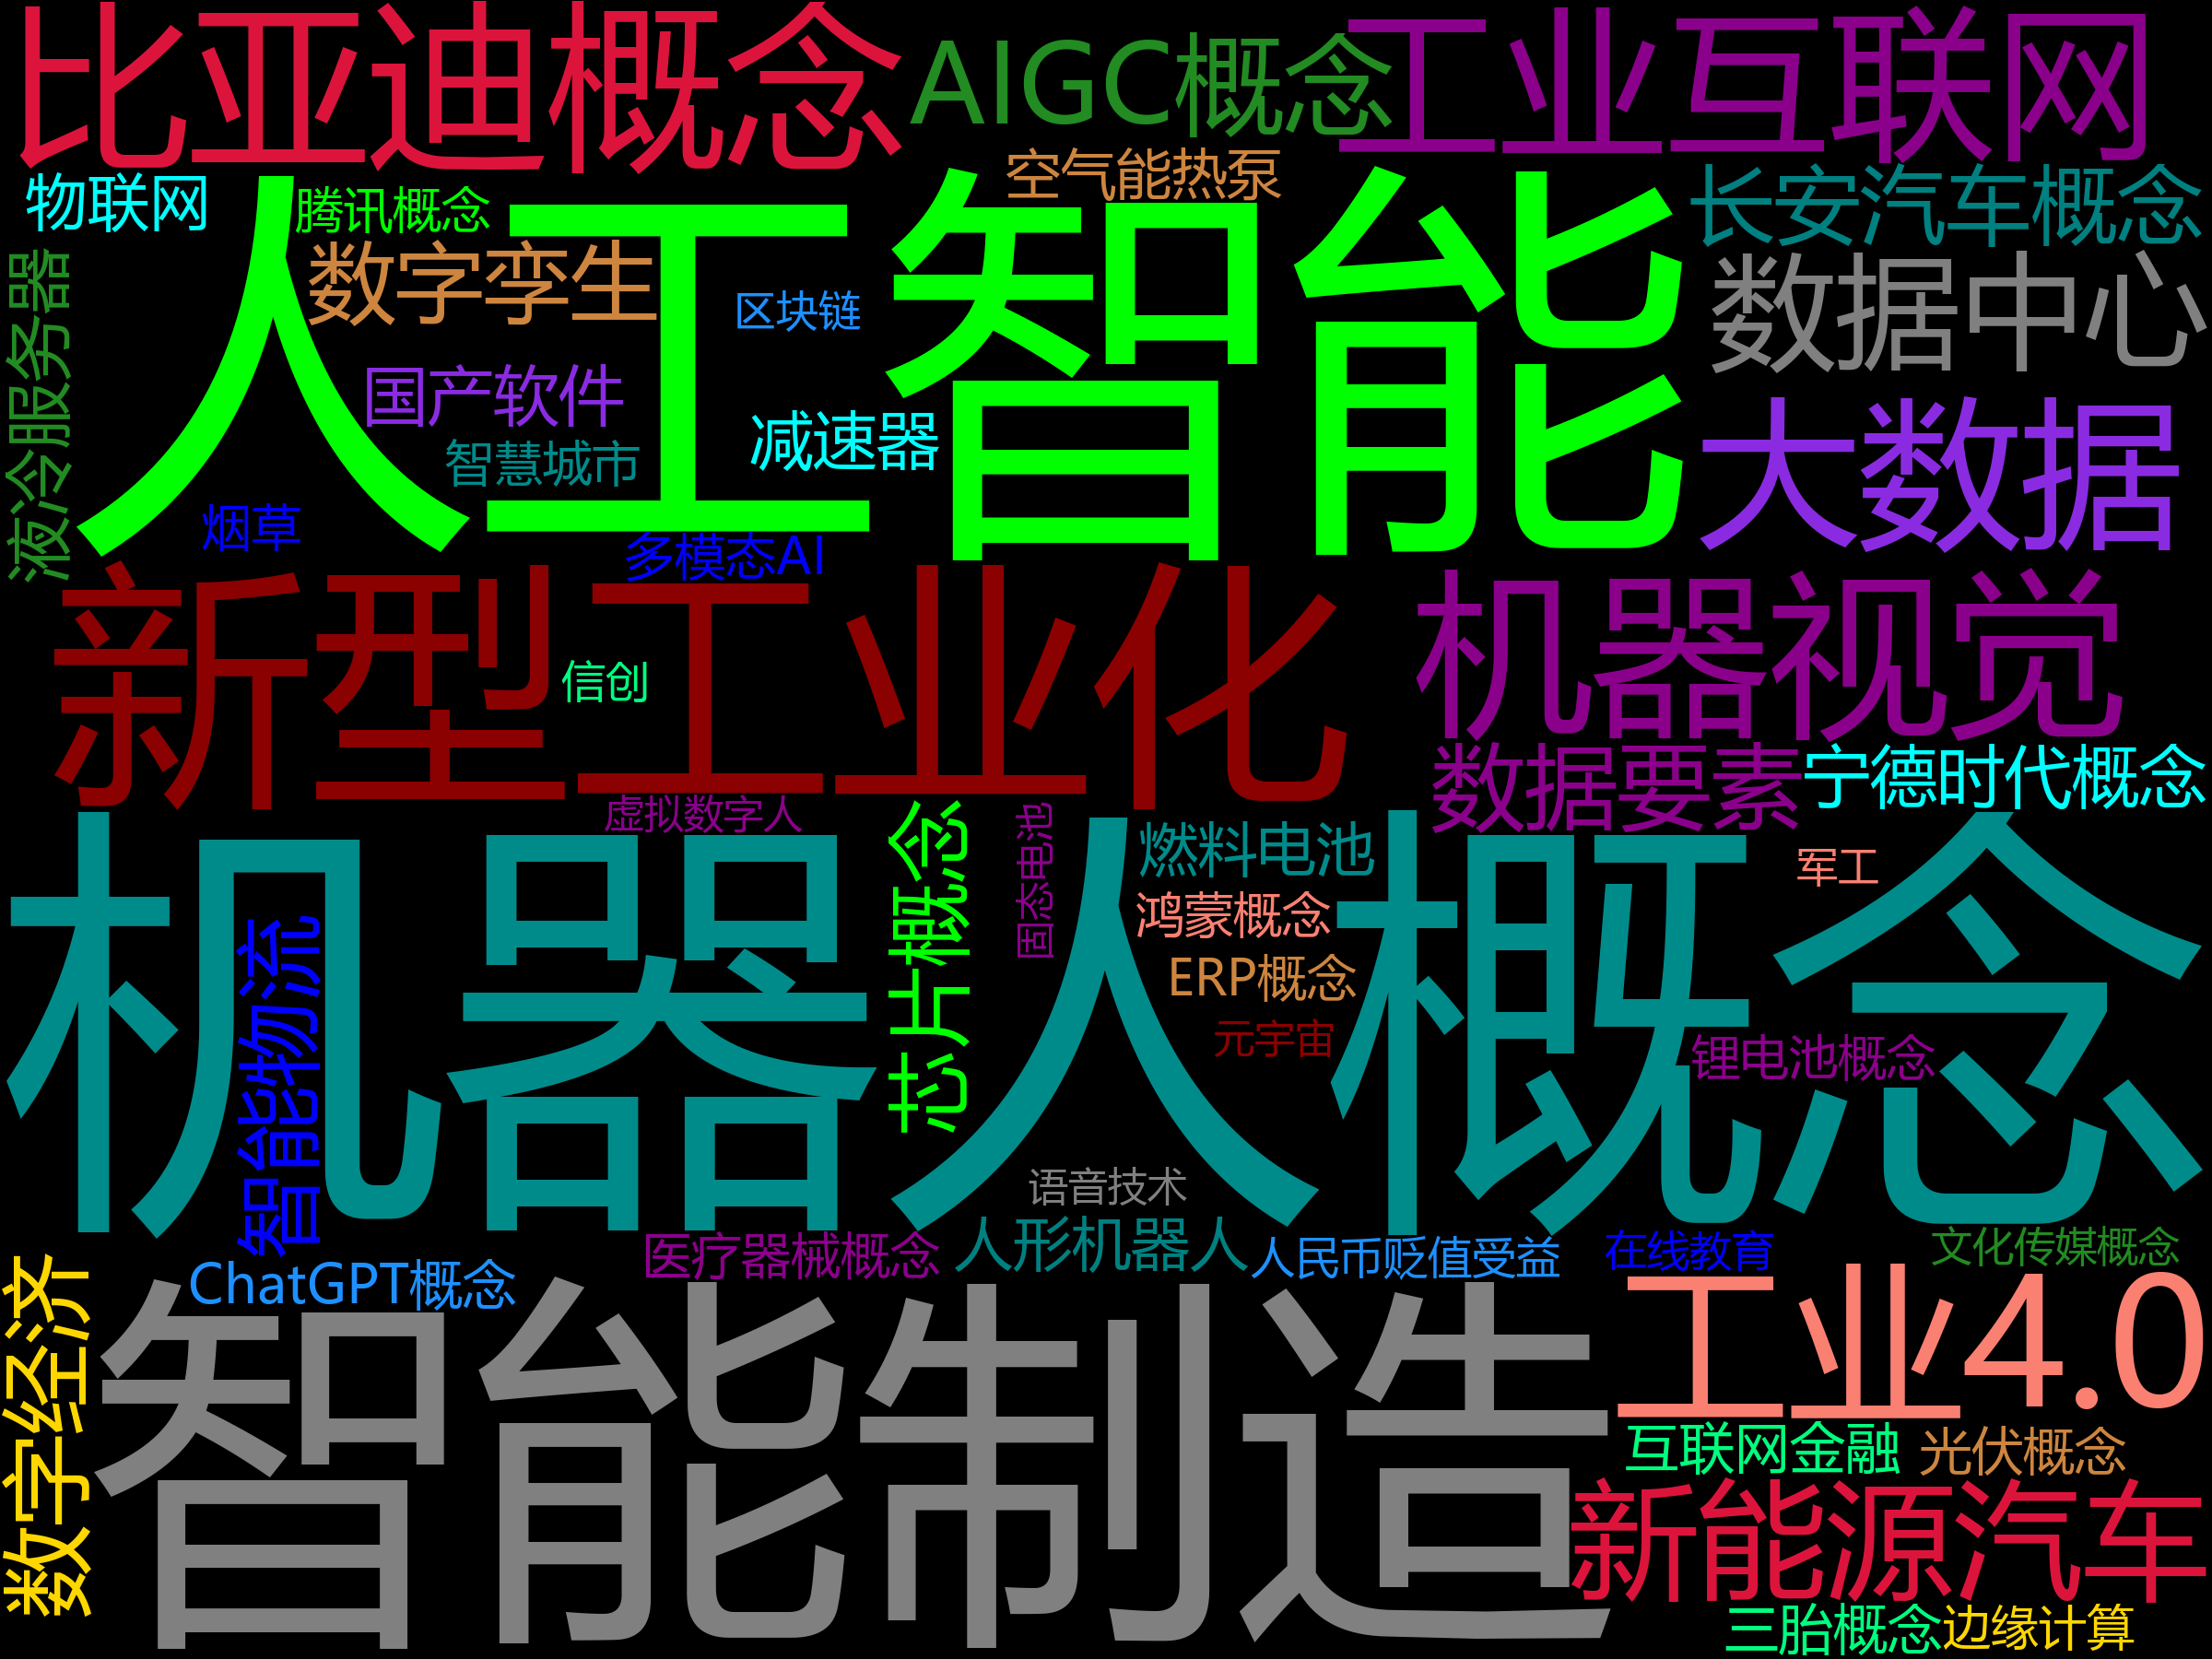 比亚迪概念
AIGC概念
工业互联网
物联网
腾讯概念
空气能热泵
长安汽车概念
人工智能
数字孪生
区块链
数据中心
液冷服务器
国产软件
减速器
智慧城市
大数据
烟草
多模态AI
新型工业化
机器视觉
信创
数据要素
宁德时代概念
虚拟数字人
机器人概念
芯片概念
固态电池
燃料电池
军工
鸿蒙概念
智能物流
ERP概念
元宇宙
锂电池概念
语音技术
人形机器人
医疗器械概念
人民币贬值受益
在线教育
文化传媒概念
ChatGPT概念
数字经济
智能制造
工业4.0
互联网金融
光伏概念
新能源汽车
三胎概念
边缘计算